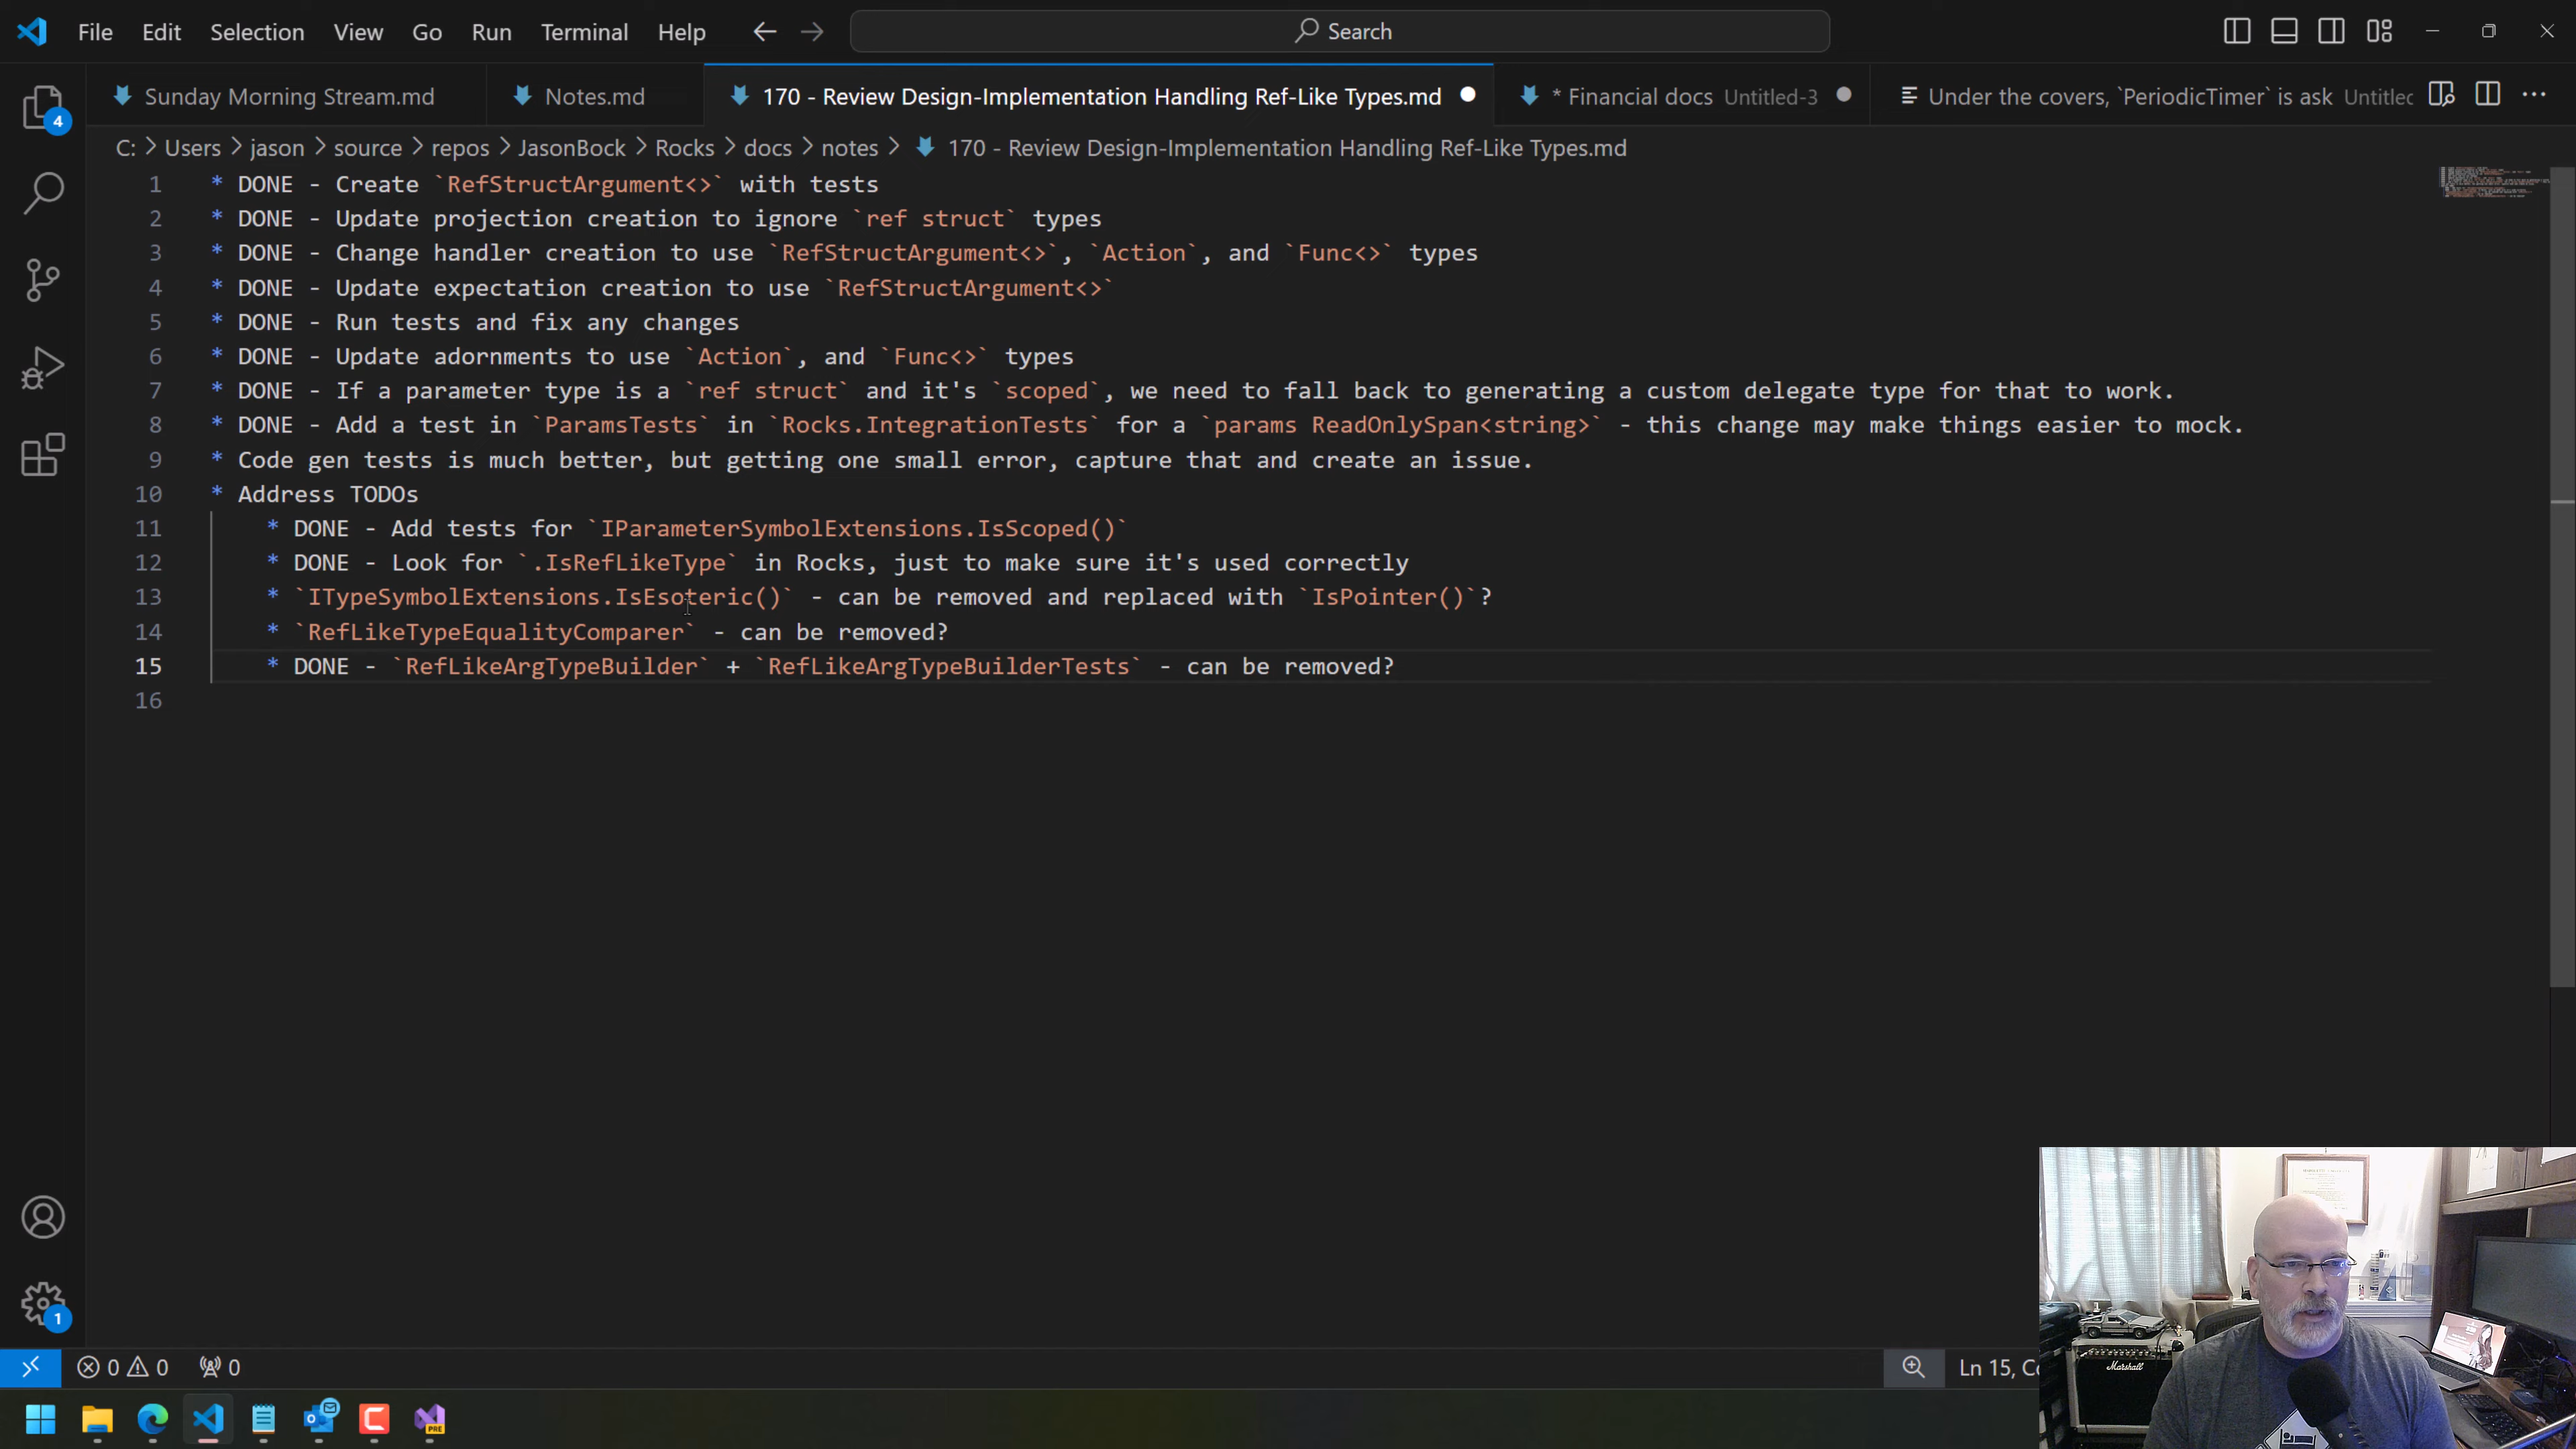 File Edit Selection View Go Run Terminal Help Search
Sunday Morning Stream.md Notes.md 170 - Review Design-Implementation Handling Ref-Like Types.md * Financial docs Untitled-3 Under the covers, `PeriodicTimer` is ask Untitled
C: > Users > jason > source > repos > JasonBock > Rocks > docs > notes > 170 - Review Design-Implementation Handling Ref-Like Types.md
1 * DONE - Create `RefStructArgument<>` with tests
2 * DONE - Update projection creation to ignore `ref struct` types
3 * DONE - Change handler creation to use `RefStructArgument<>`, `Action`, and `Func<>` types
4 * DONE - Update expectation creation to use `RefStructArgument<>`
5 * DONE - Run tests and fix any changes
6 * DONE - Update adornments to use `Action`, and `Func<>` types
7 * DONE - If a parameter type is a `ref struct` and it's `scoped`, we need to fall back to generating a custom delegate type for that to work.
8 * DONE - Add a test in `ParamsTests` in `Rocks.IntegrationTests` for a `params ReadOnlySpan<string>` - this change may make things easier to mock.
9 * Code gen tests is much better, but getting one small error, capture that and create an issue.
10 * Address TODOs
11 * DONE - Add tests for `IParameterSymbolExtensions.IsScoped()`
12 * DONE - Look for `.IsRefLikeType` in Rocks, just to make sure it's used correctly
13 * `ITypeSymbolExtensions.IsEsoteric()` - can be removed and replaced with `IsPointer()`?
14 * `RefLikeTypeEqualityComparer` - can be removed?
15 * DONE - `RefLikeArgTypeBuilder` + `RefLikeArgTypeBuilderTests` - can be removed?
16
4
1
0 0 0 Ln 15, Co
Marshall
PRE